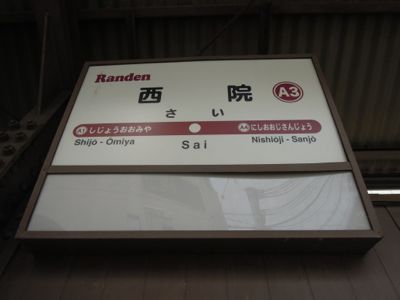 Randen
西院 A3
さい
A1 しじょうおおみや A4 にしおおじさんじょう
Shijō - Ōmiya Sai Nishiōji - Sanjō